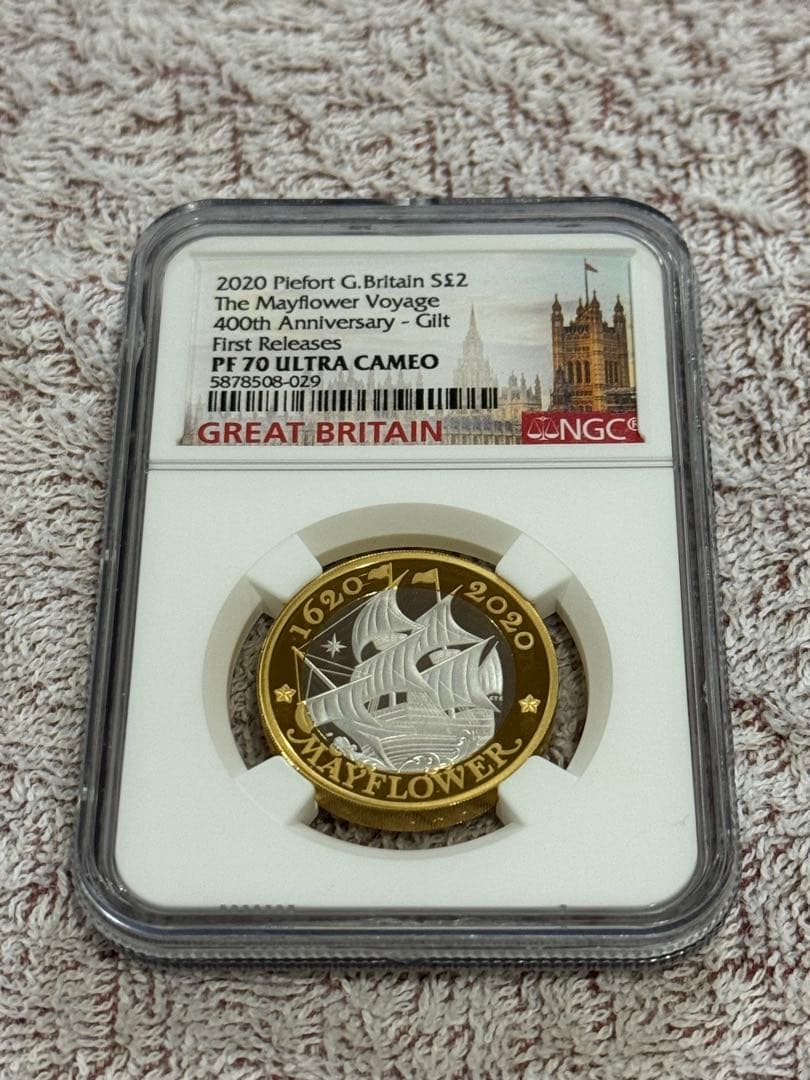 2020 Piefort G.Britain S£2
The Mayflower Voyage
400th Anniversary - Gilt
First Releases
PF 70 ULTRA CAMEO
5878508-029
GREAT BRITAIN
NGC®
1620 2020
MAYFLOWER